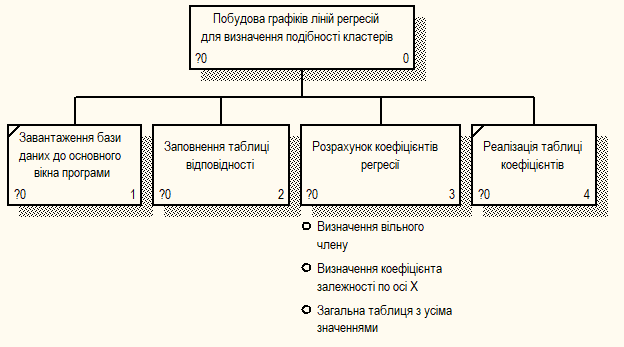 Побудова графіків ліній регресій
для визначення подібності кластерів
?0 0
Завантаження бази
даних до основного
вікна програми
?0 1
Заповнення таблиці
відповідності
?0 2
Розрахунок коефіцієнтів
регресії
?0 3
Реалізація таблиці
коефіцієнтів
?0 4
Визначення вільного
члену
Визначення коефіцієнта
залежності по осі X
Загальна таблиця з усіма
значеннями